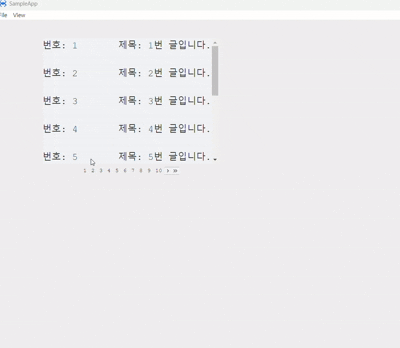 SampleApp
File View
번호: 1 제목: 1번 글입니다.
번호: 2 제목: 2번 글입니다.
번호: 3 제목: 3번 글입니다.
번호: 4 제목: 4번 글입니다.
번호: 5 제목: 5번 글입니다.
1 2 3 4 5 6 7 8 9 10 > >>